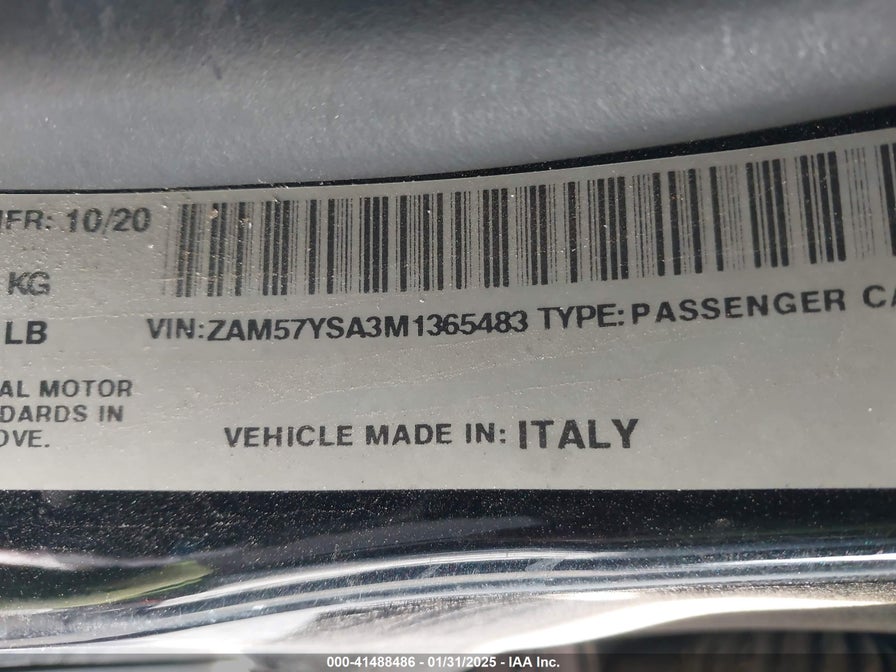 MFR: 10/20
KG
LB
VIN:ZAM57YSA3M1365483 TYPE:PASSENGER CA
AL MOTOR
DARDS IN
OVE.
VEHICLE MADE IN: ITALY
000-41488486 - 01/31/2025 - IAA Inc.